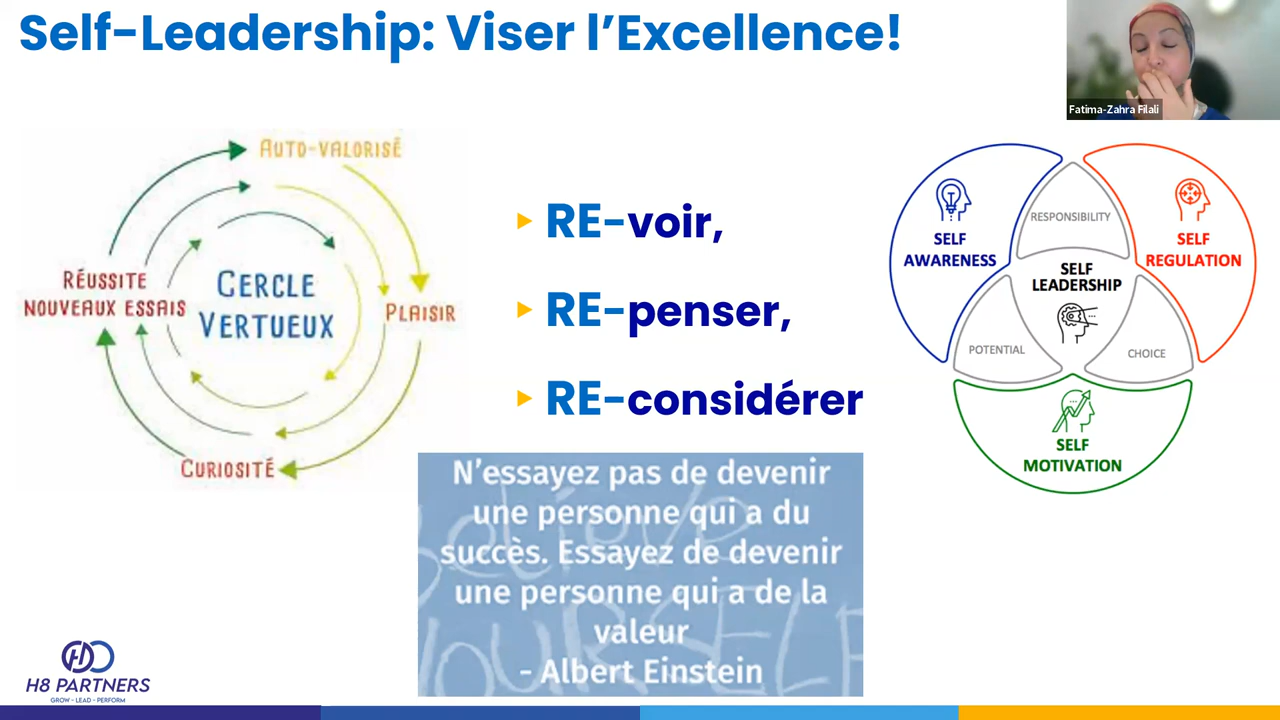 Self-Leadership: Viser l’Excellence!
Fatima-Zahra Filali
AUTO-VALORISÉ
PLAISIR
CURIOSITÉ
RÉUSSITE
NOUVEAUX ESSAIS
CERCLE
VERTUEUX
RE-voir,
RE-penser,
RE-considérer
SELF
AWARENESS
RESPONSIBILITY
SELF
REGULATION
SELF
LEADERSHIP
POTENTIAL
CHOICE
SELF
MOTIVATION
N’essayez pas de devenir
une personne qui a du
succès. Essayez de devenir
une personne qui a de la
valeur
- Albert Einstein
believe
YOURSELF
H8 PARTNERS
GROW - LEAD - PERFORM